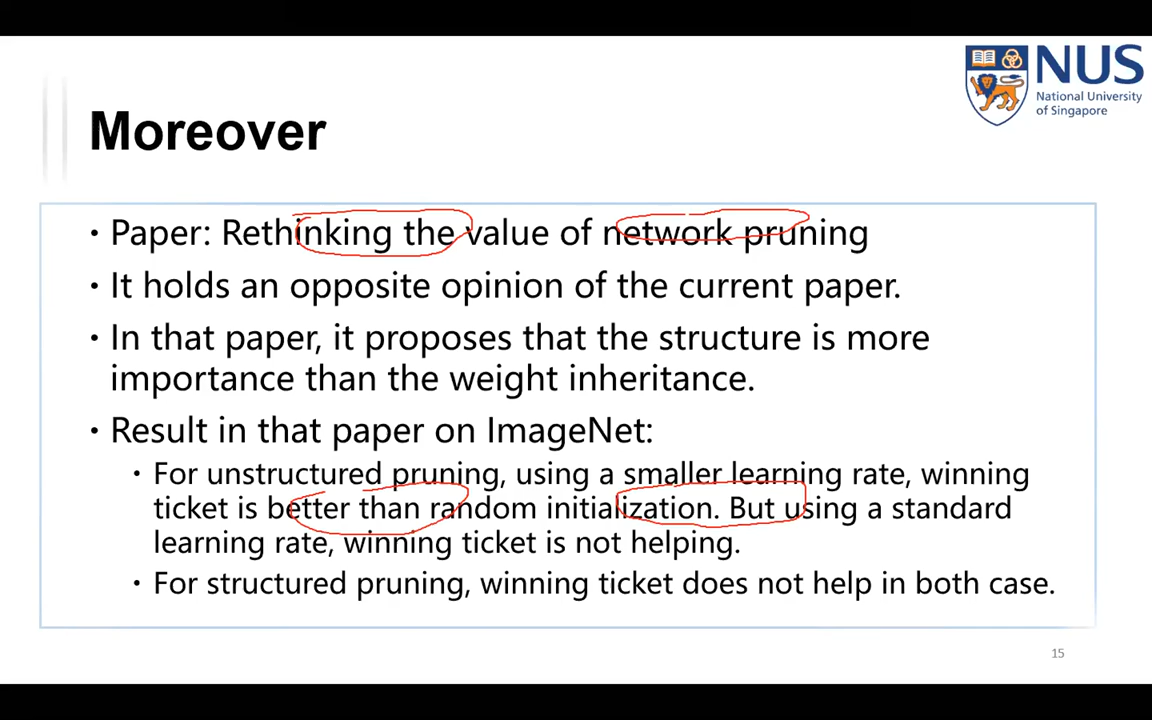 NUS
National University
of Singapore
Moreover
• Paper: Rethinking the value of network pruning
• It holds an opposite opinion of the current paper.
• In that paper, it proposes that the structure is more
importance than the weight inheritance.
• Result in that paper on ImageNet:
• For unstructured pruning, using a smaller learning rate, winning
ticket is better than random initialization. But using a standard
learning rate, winning ticket is not helping.
• For structured pruning, winning ticket does not help in both case.
15